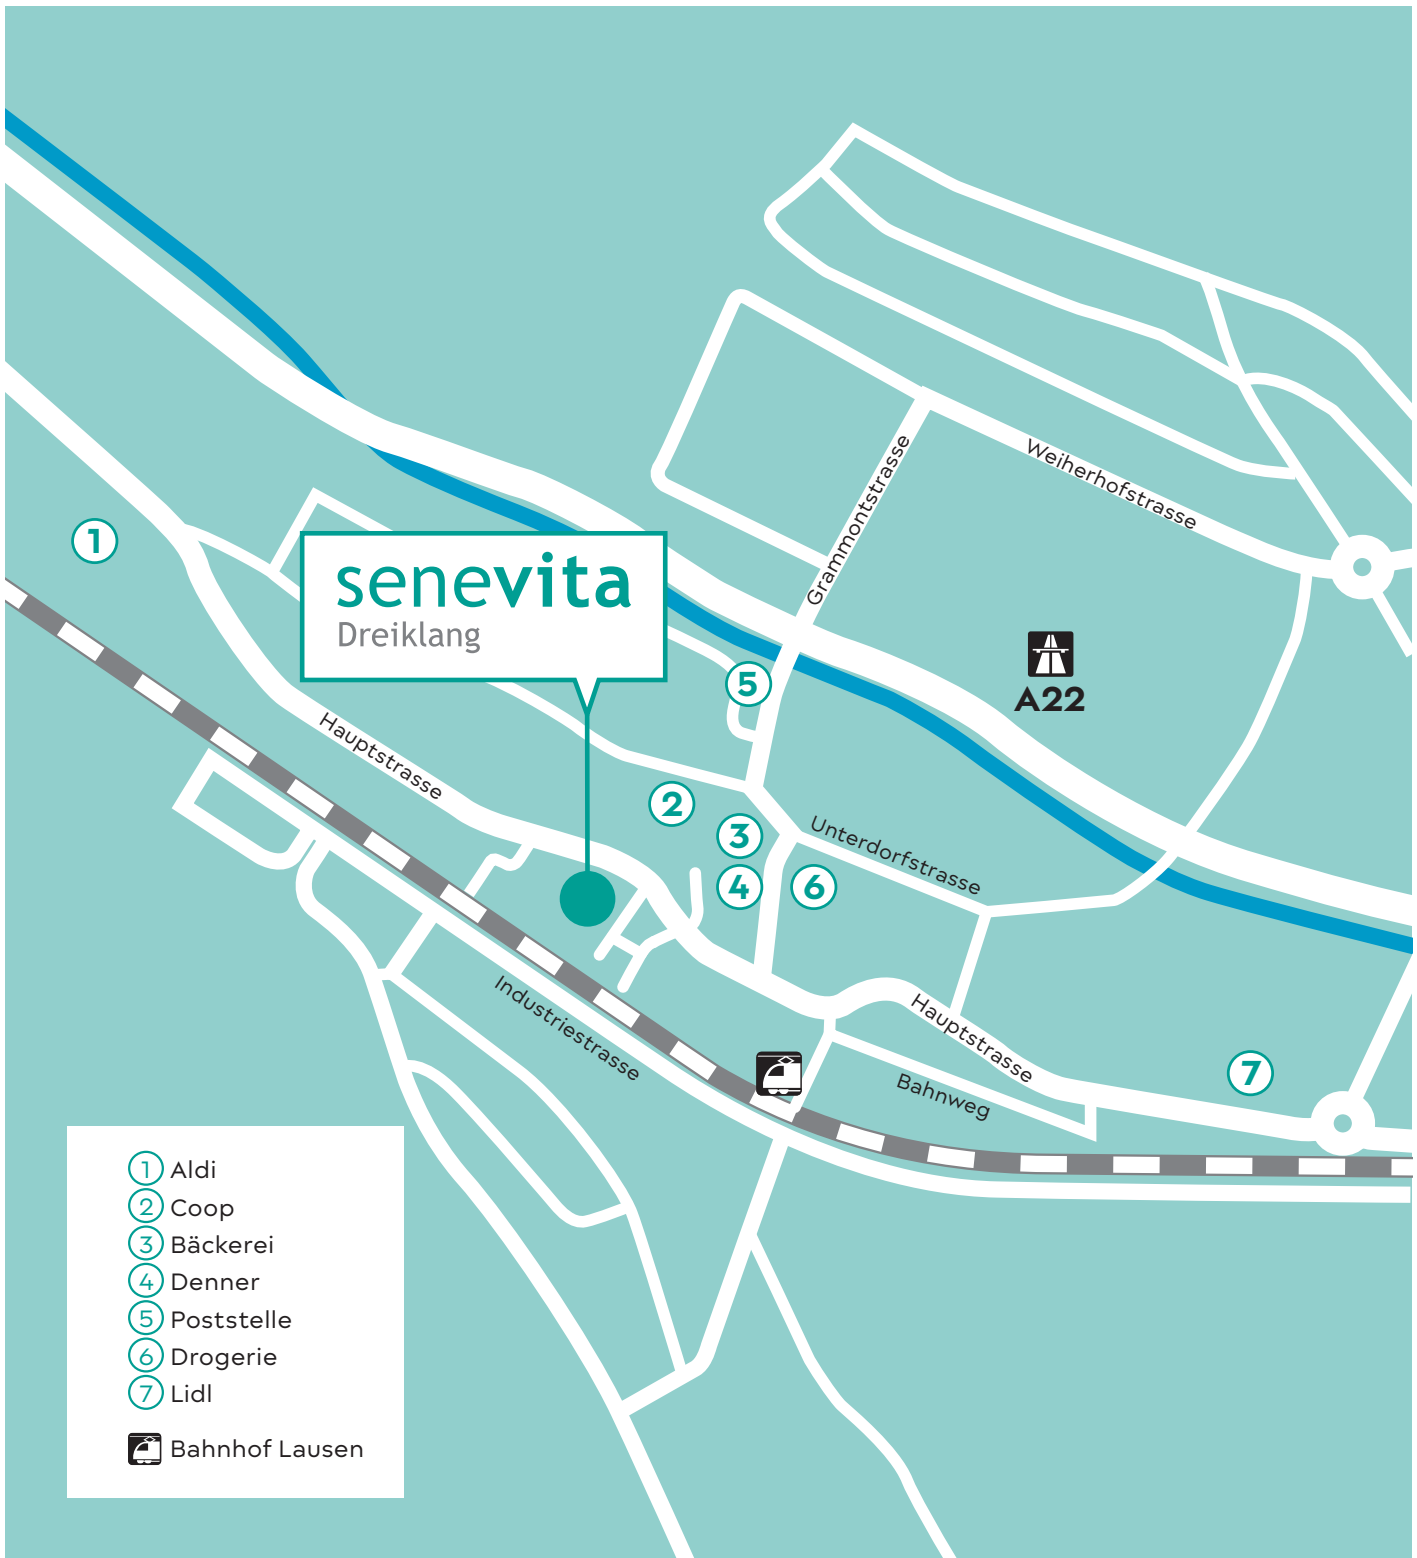 Weiherhofstrasse
Grammontstrasse
1
senevita
Dreiklang
A22
5
Hauptstrasse
2
3
Unterdorfstrasse
4
6
Industriestrasse
Hauptstrasse
Bahnweg
7
1 Aldi
2 Coop
3 Bäckerei
4 Denner
5 Poststelle
6 Drogerie
7 Lidl
Bahnhof Lausen